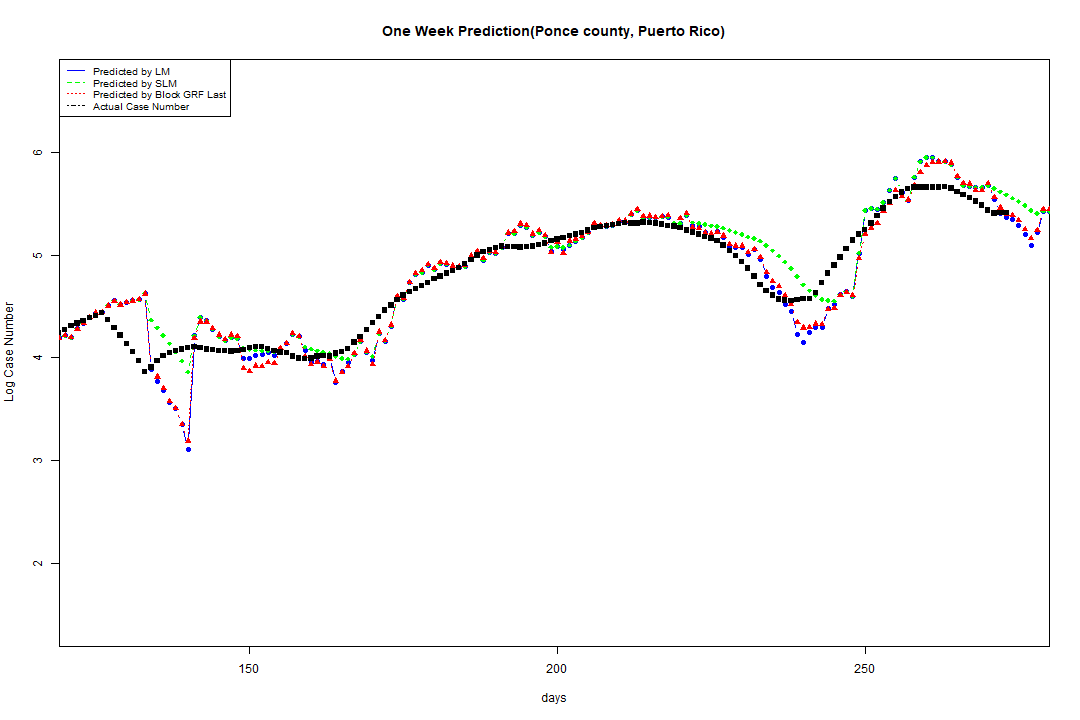 One Week Prediction(Ponce county, Puerto Rico)
Predicted by LM
Predicted by SLM
Predicted by Block GRF Last
Actual Case Number
6
5
4
3
2
Log Case Number
150
200
250
days